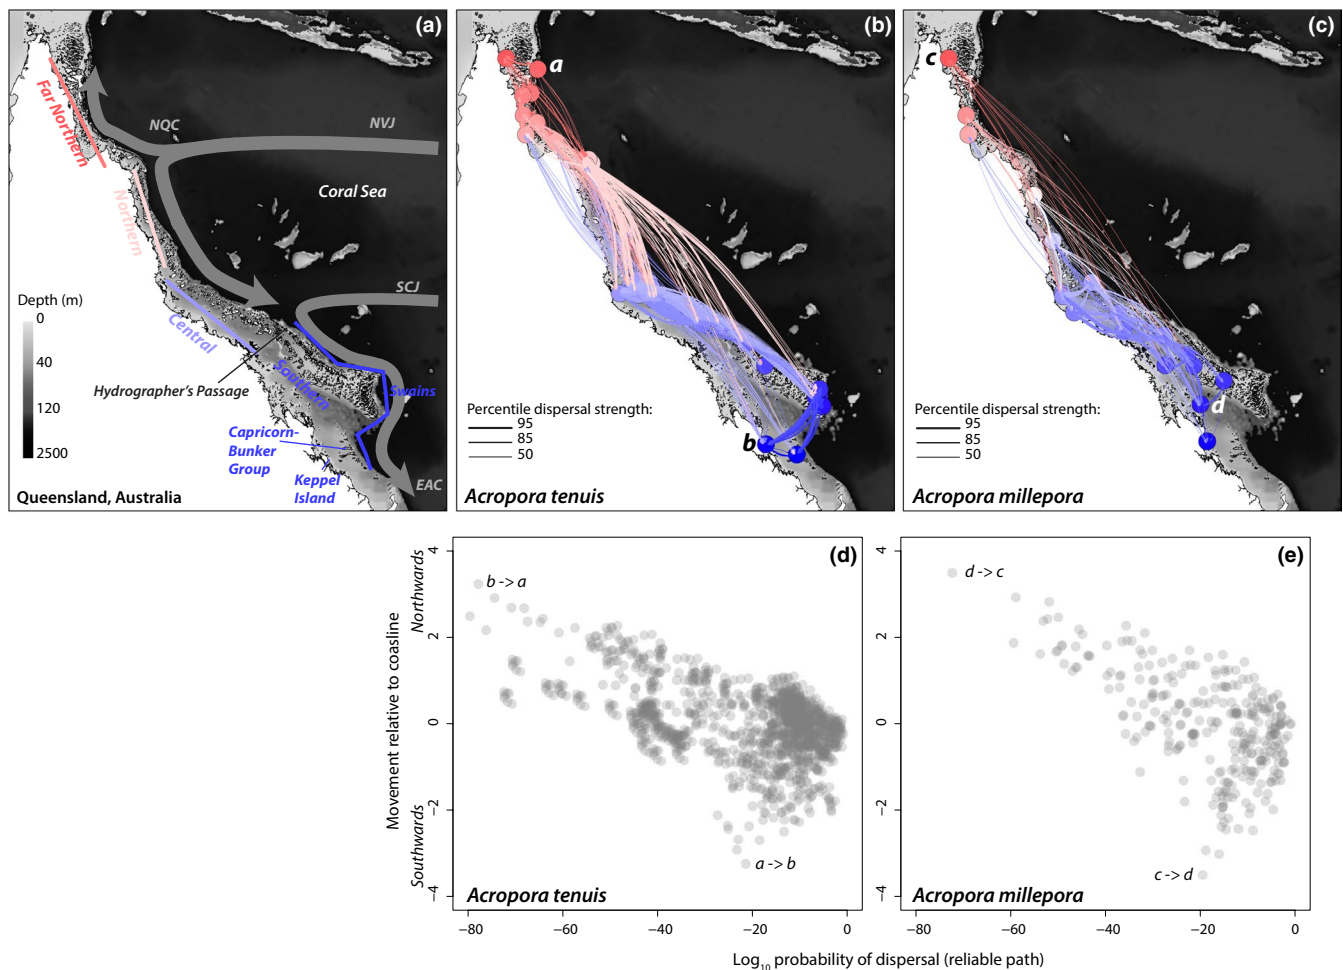 (a)
Far Northern
NQC
NVJ
Coral Sea
Northern
SCJ
Depth (m)
0
40
120
2500
Central
Hydrographer's Passage
Southern
Swains
Capricorn-
Bunker
Group
Keppel
Island
EAC
Queensland, Australia
(b)
a
Percentile dispersal strength:
95
85
50
b
Acropora tenuis
(c)
c
Percentile dispersal strength:
95
85
50
d
Acropora millepora
Movement relative to coasline
Northwards
Southwards
4
2
0
−2
−4
(d)
b -> a
a -> b
Acropora tenuis
−80
−60
−40
−20
0
4
2
0
−2
−4
(e)
d -> c
c -> d
Acropora millepora
−80
−60
−40
−20
0
Log10 probability of dispersal (reliable path)